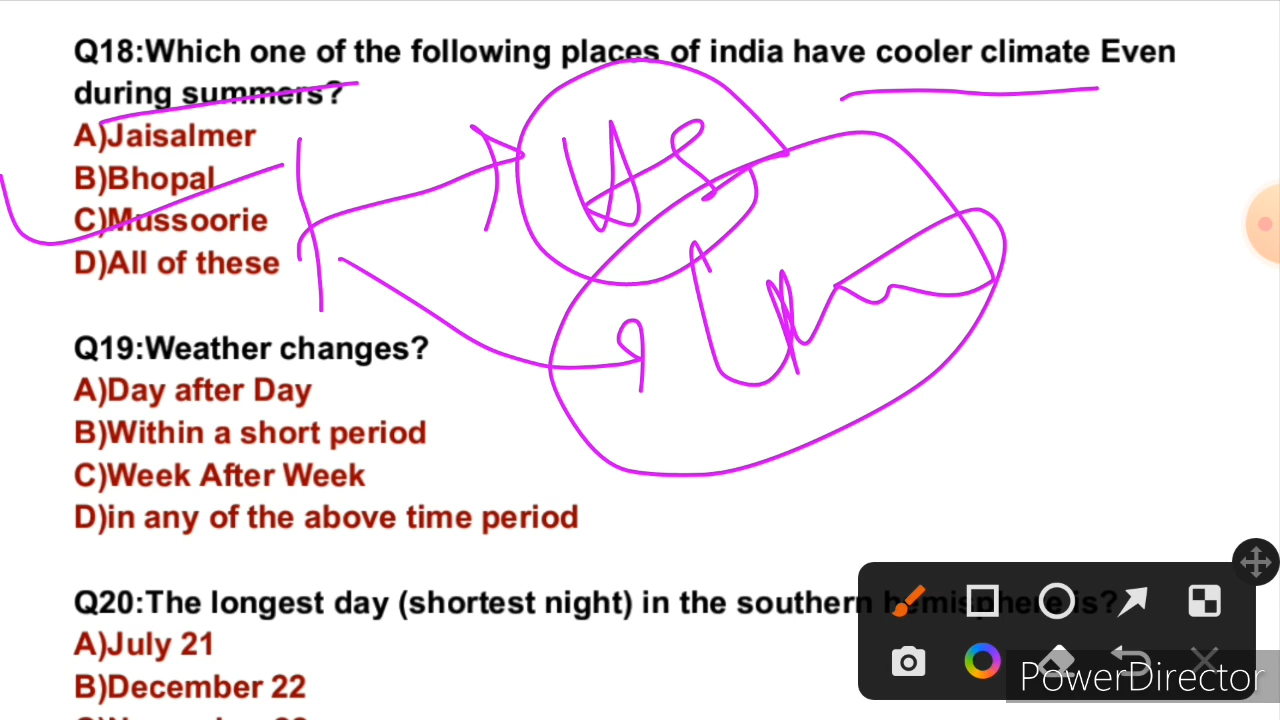 Q18:Which one of the following places of india have cooler climate Even
during summers?
A)Jaisalmer
B)Bhopal
C)Mussoorie
D)All of these
Q19:Weather changes?
A)Day after Day
B)Within a short period
C)Week After Week
D)in any of the above time period
Q20:The longest day (shortest night) in the southern hemisphere is?
A)July 21
B)December 22
PowerDirector